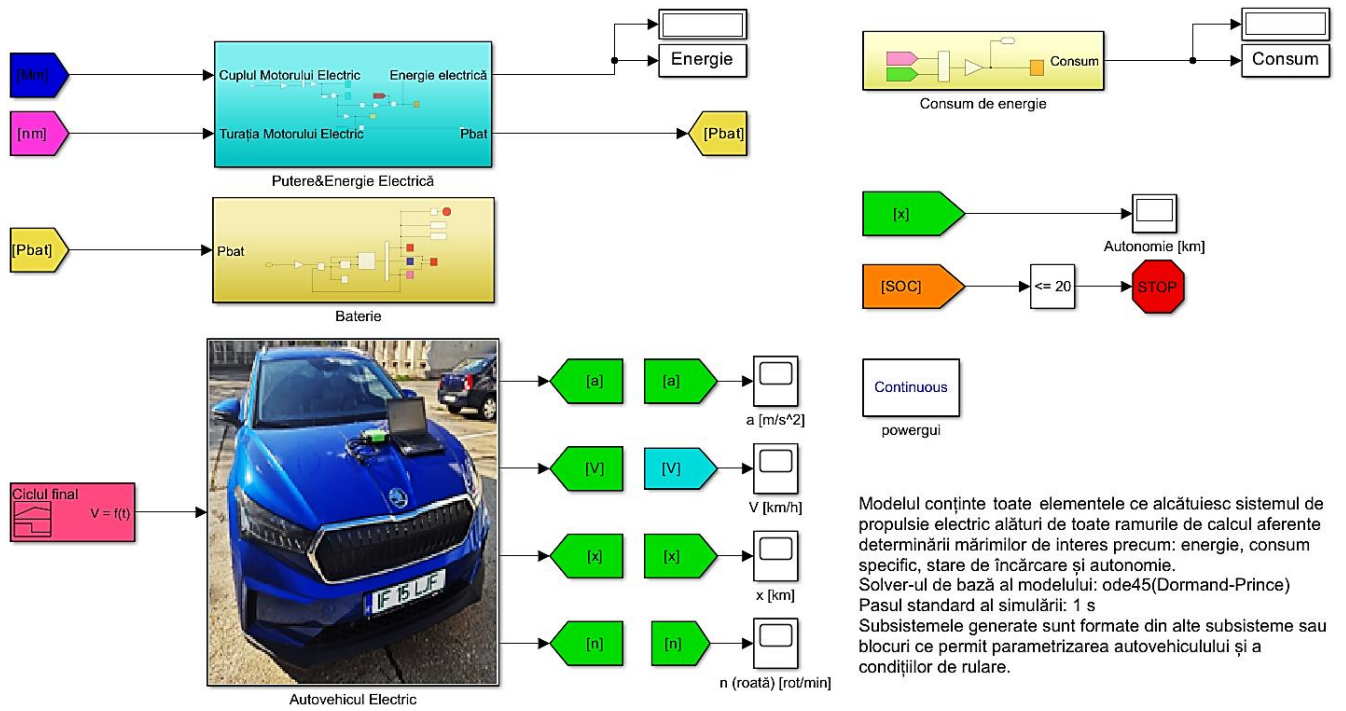 [Mm]
Cuplul Motorului Electric
Energie electrică
Energie
[nm]
Turația Motorului Electric
Pbat
[Pbat]
Putere&Energie Electrică
[Pbat]
Pbat
Baterie
Ciclul final
V = f(t)
IF 15 LJF
Autovehicul Electric
[a]
[a]
a [m/s^2]
[V]
[V]
V [km/h]
[x]
[x]
x [km]
[n]
[n]
n (roată) [rot/min]
Consum
Consum
Consum de energie
[x]
Autonomie [km]
[SOC]
<= 20
STOP
Continuous
powergui
Modelul conținte toate elementele ce alcătuiesc sistemul de
propulsie electric alături de toate ramurile de calcul aferente
determinării mărimilor de interes precum: energie, consum
specific, stare de încărcare și autonomie.
Solver-ul de bază al modelului: ode45(Dormand-Prince)
Pasul standard al simulării: 1 s
Subsistemele generate sunt formate din alte subsisteme sau
blocuri ce permit parametrizarea autovehiculului și a
condițiilor de rulare.